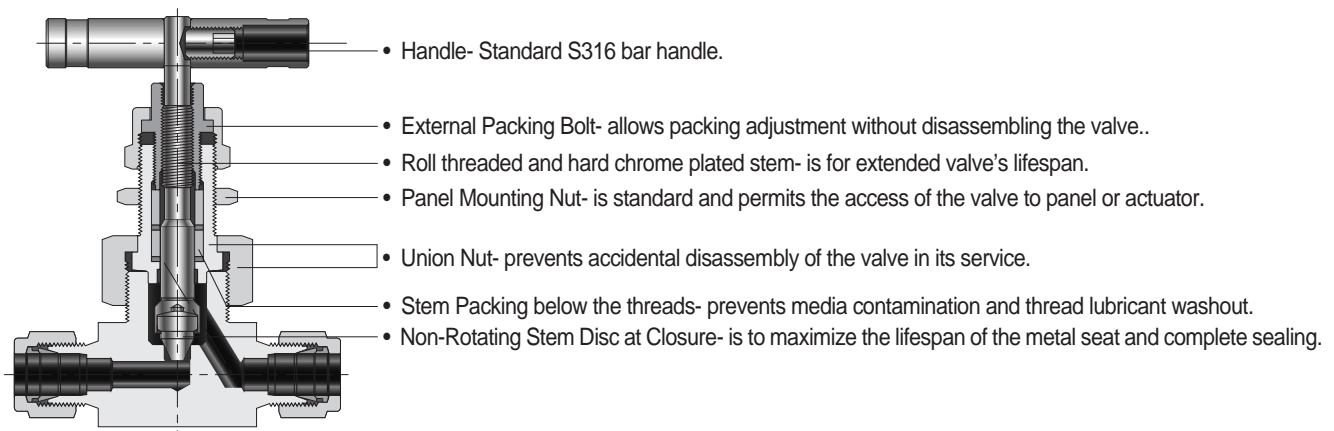 • Handle- Standard S316 bar handle.
• External Packing Bolt- allows packing adjustment without disassembling the valve..
• Roll threaded and hard chrome plated stem- is for extended valve's lifespan.
• Panel Mounting Nut- is standard and permits the access of the valve to panel or actuator.
• Union Nut- prevents accidental disassembly of the valve in its service.
• Stem Packing below the threads- prevents media contamination and thread lubricant washout.
• Non-Rotating Stem Disc at Closure- is to maximize the lifespan of the metal seat and complete sealing.